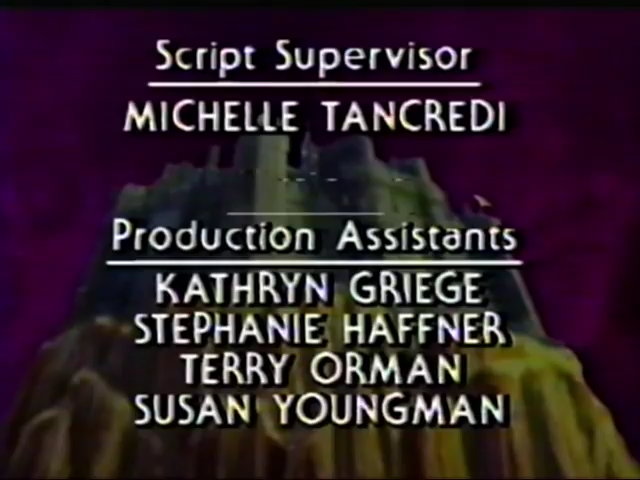 Script Supervisor
MICHELLE TANCREDI
Production Assistants
KATHRYN GRIEGE
STEPHANIE HAFFNER
TERRY ORMAN
SUSAN YOUNGMAN